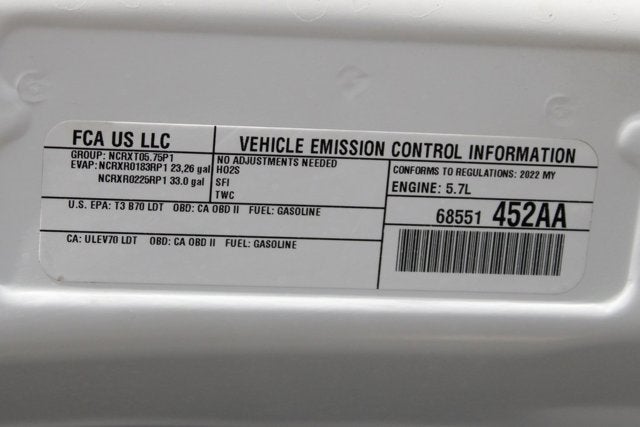 FCA US LLC
VEHICLE EMISSION CONTROL INFORMATION
GROUP: NCRXT05.75P1
EVAP: NCRXR0183RP1 23,26 gal
NCRXR0225RP1 33.0 gal
NO ADJUSTMENTS NEEDED
HO2S
SFI
TWC
CONFORMS TO REGULATIONS: 2022 MY
ENGINE: 5.7L
U.S. EPA: T3 B70 LDT OBD: CA OBD II FUEL: GASOLINE
68551 452AA
CA: ULEV70 LDT OBD: CA OBD II FUEL: GASOLINE